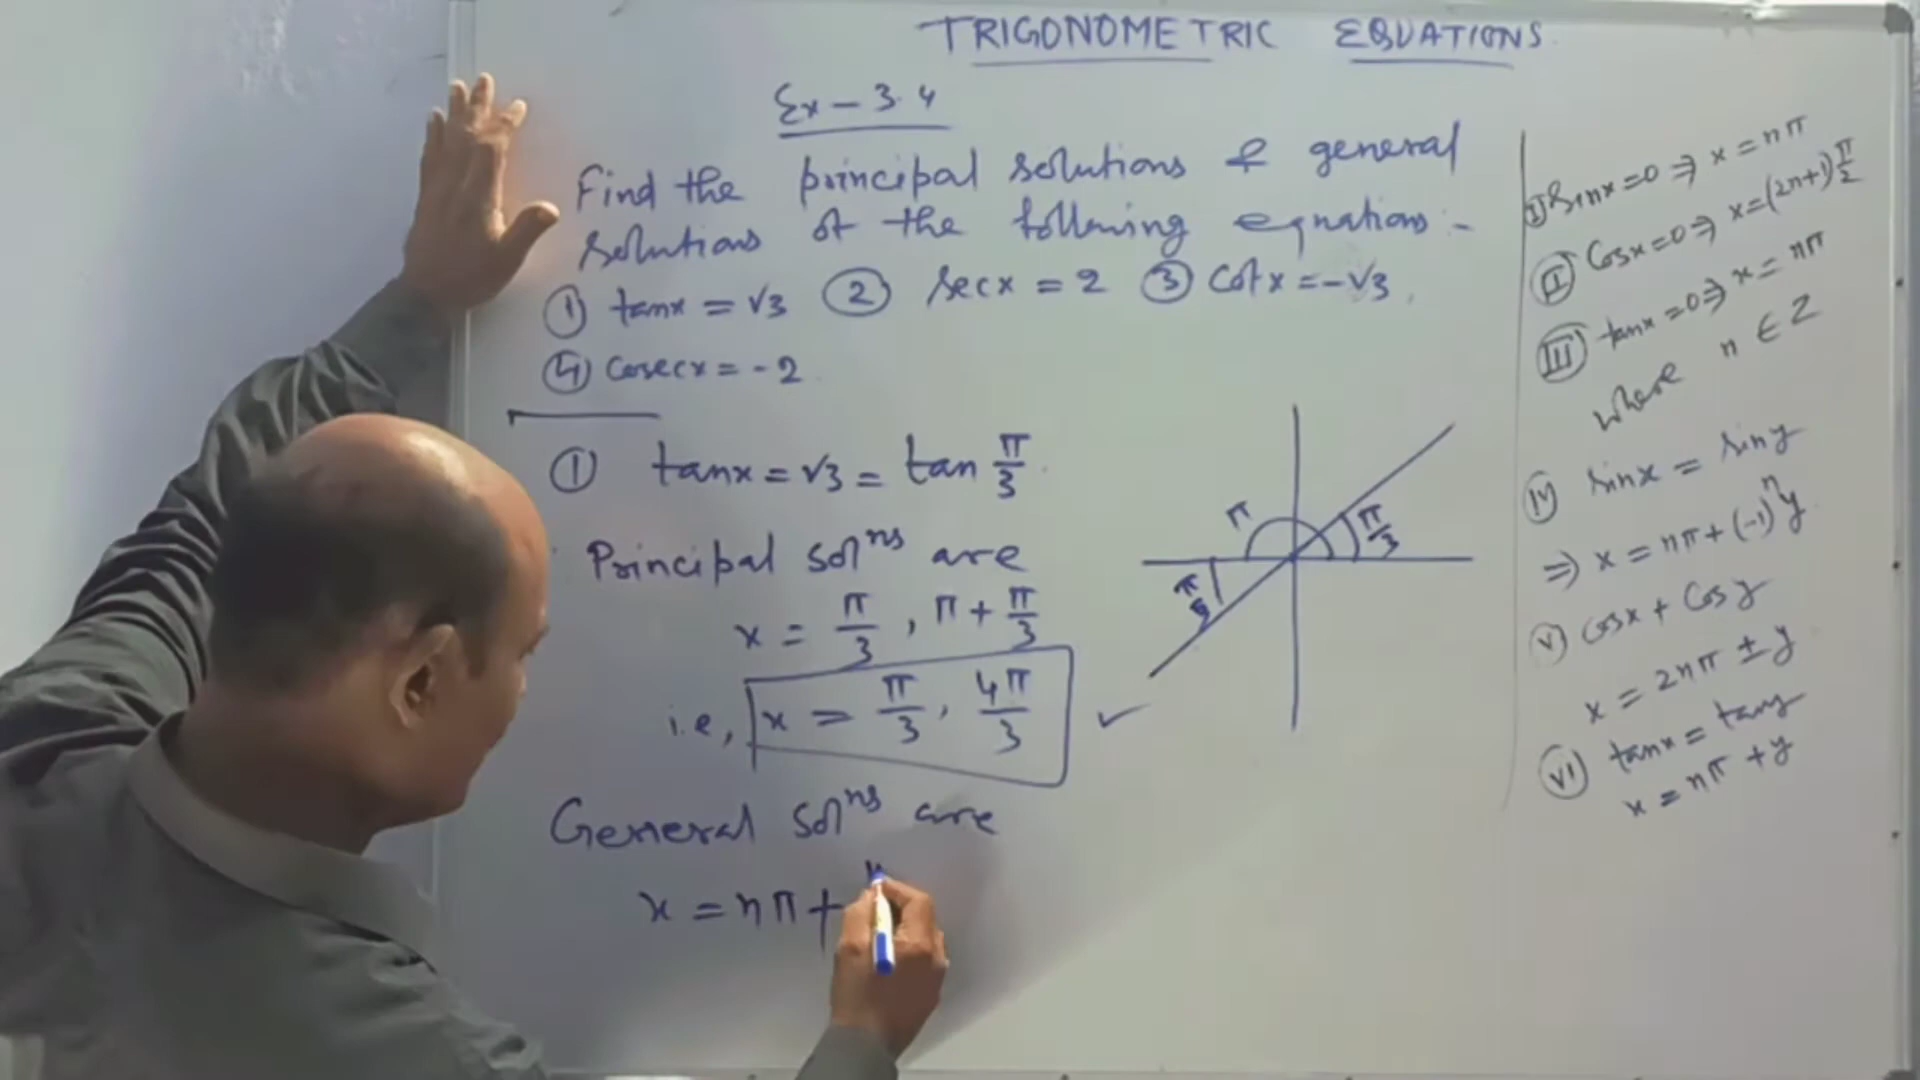 TRIGONOMETRIC EQUATIONS
Ex - 3.4
Find the principal solutions & general
solutions of the following equations :-
① tanx = √3 ② secx = 2 ③ cotx = -√3
④ cosecx = -2
① tanx = √3 = tan π/3
Principal solⁿˢ are
x = π/3, π + π/3
i.e, x = π/3, 4π/3 ✓
General solⁿˢ are
x = nπ +
π
π/3
Ⓘ sinx = 0 ⇒ x = nπ
Ⓘⓘ Cosx = 0 ⇒ x = (2n+1)π/2
Ⓘⓘⓘ tanx = 0 ⇒ x = nπ
where n ∈ Z
ⓘⓥ sinx = siny
⇒ x = nπ + (-1)ⁿy
ⓥ cosx + Cosy
x = 2nπ ± y
ⓥⓘ tanx = tany
x = nπ + y